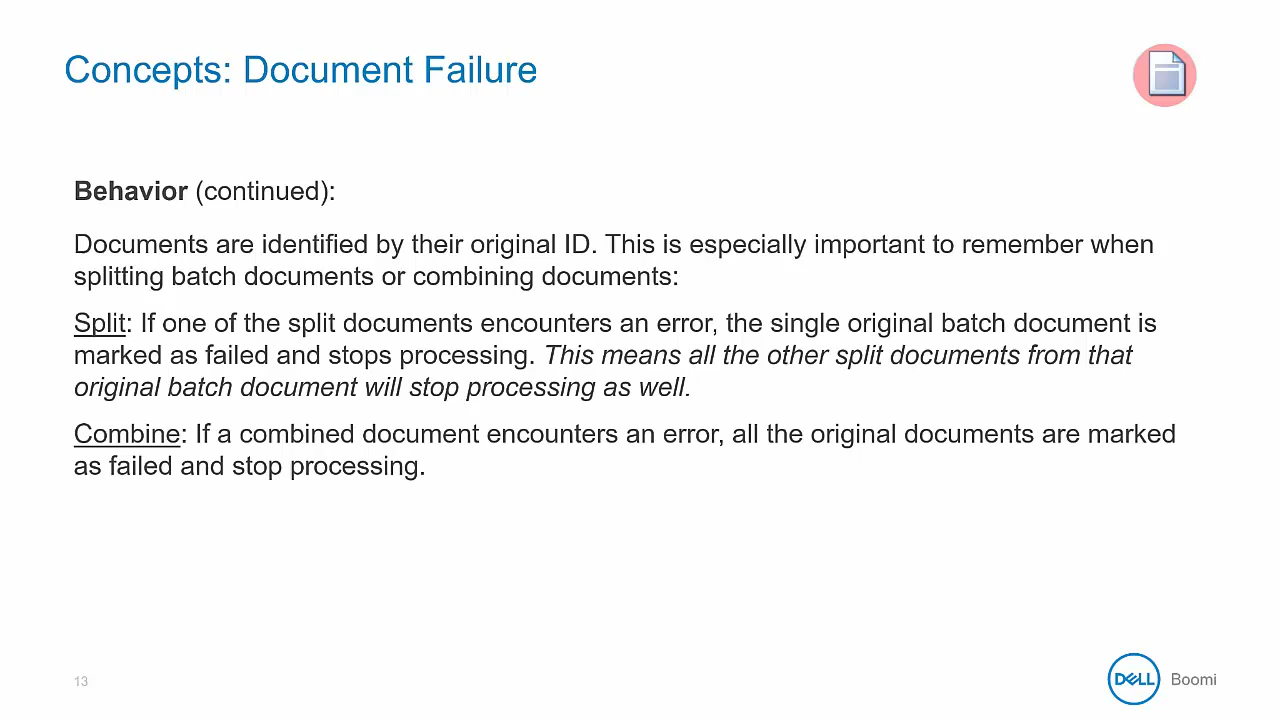 Concepts: Document Failure
Behavior (continued):
Documents are identified by their original ID. This is especially important to remember when
splitting batch documents or combining documents:
Split: If one of the split documents encounters an error, the single original batch document is
marked as failed and stops processing. This means all the other split documents from that
original batch document will stop processing as well.
Combine: If a combined document encounters an error, all the original documents are marked
as failed and stop processing.
13
DELL Boomi